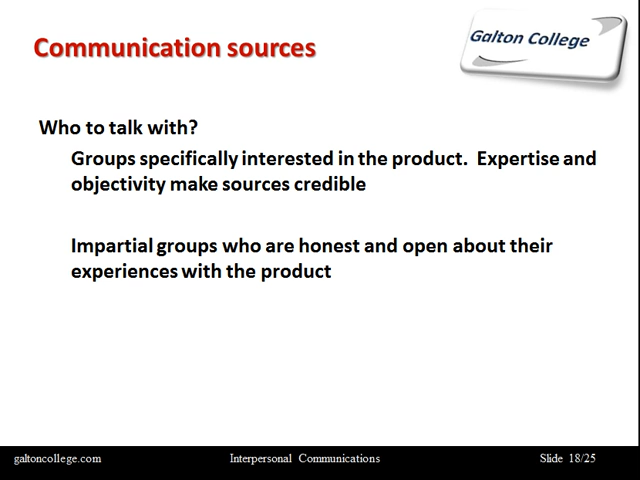 Communication sources
Galton College
Who to talk with?
Groups specifically interested in the product.  Expertise and
objectivity make sources credible
Impartial groups who are honest and open about their
experiences with the product
galtoncollege.com
Interpersonal Communications
Slide 18/25